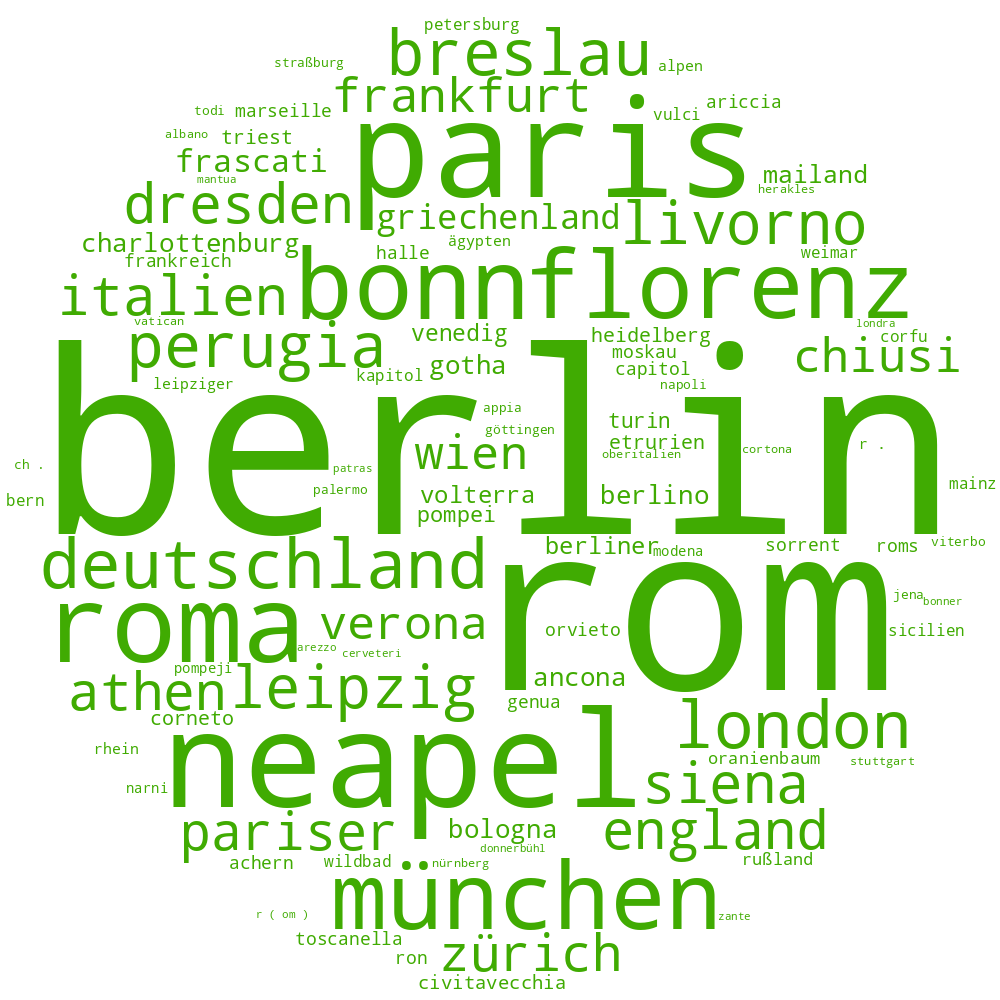 petersburg
breslau
straßburg
alpen
frankfurt
paris
ariccia
todi
marseille
vulci
albano
triest
frascati
mailand
mantua
herakles
dresden
griechenland
livorno
charlottenburg
ägypten
halle
weimar
frankreich
bonn
florenz
italien
vatican
londra
perugia
venedig
heidelberg
corfu
moskau
chiusi
gotha
capitol
kapitol
leipziger
napoli
berlin
appia
turin
göttingen
etrurien
r .
wien
cortona
oberitalien
ch .
patras
mainz
palermo
volterra
berlino
bern
pompei
berliner
sorrent
roms
viterbo
modena
deutschland
rom
jena
bonner
roma
verona
orvieto
sicilien
arezzo
cerveteri
pompeji
ancona
athen
leipzig
genua
corneto
london
rhein
oranienbaum
stuttgart
neapel
narni
siena
pariser
bologna
england
donnerbühl
achern
wildbad
nürnberg
rußland
münchen
r ( om )
zante
toscanella
zürich
ron
civitavecchia